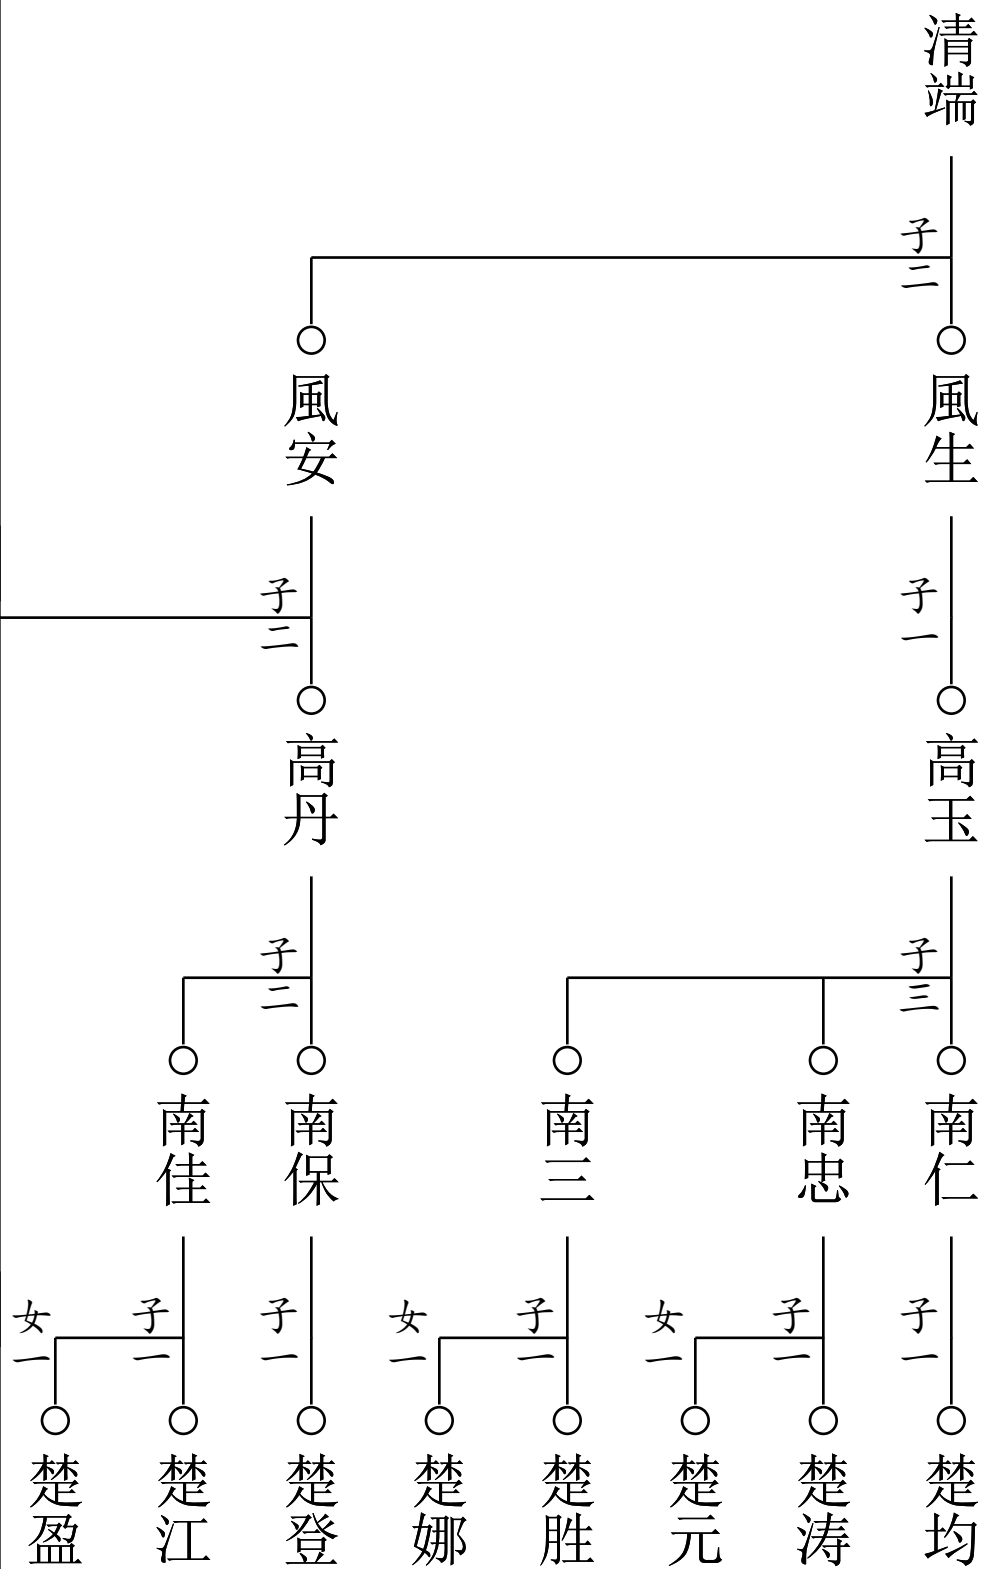 清端
子二
風生
風安
子一
子二
高玉
高丹
子三
子二
南仁
南忠
南三
南保
南佳
子一
子一
女一
子一
女一
子一
子一
女一
楚均
楚涛
楚元
楚胜
楚娜
楚登
楚江
楚盈